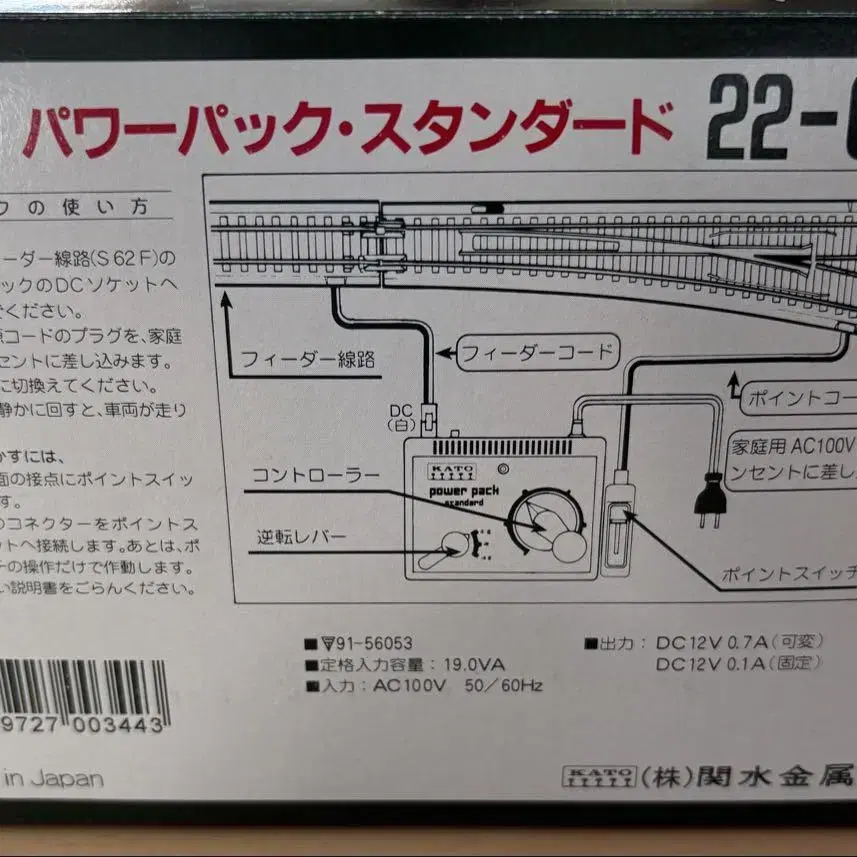 パワーパック・スタンダード 22-
の使い方
ーダー線路(S62F)の
ックのDCソケットへ
ください。
コードのプラグを、家庭
セントに差し込みます。
に切換えてください。
静かに回すと、車両が走り
かすには、
面の接点にポイントスイッ
す。
のコネクターをポイントス
ットへ接続します。あとは、ポ
チの操作だけで作動します。
い説明書をごらんください。
フィーダー線路
フィーダーコード
ポイントコー
DC
(白)
家庭用AC100V
ンセントに差し
コントローラー
KATO
power pack
standard
逆転レバー
ポイントスイッチ
■〒91-56053
■定格入力容量：19.0VA
■入力：AC100V 50／60Hz
■出力：DC12V 0.7A(可変)
DC12V 0.1A(固定)
9727 003443
in Japan
KATO (株)関水金属